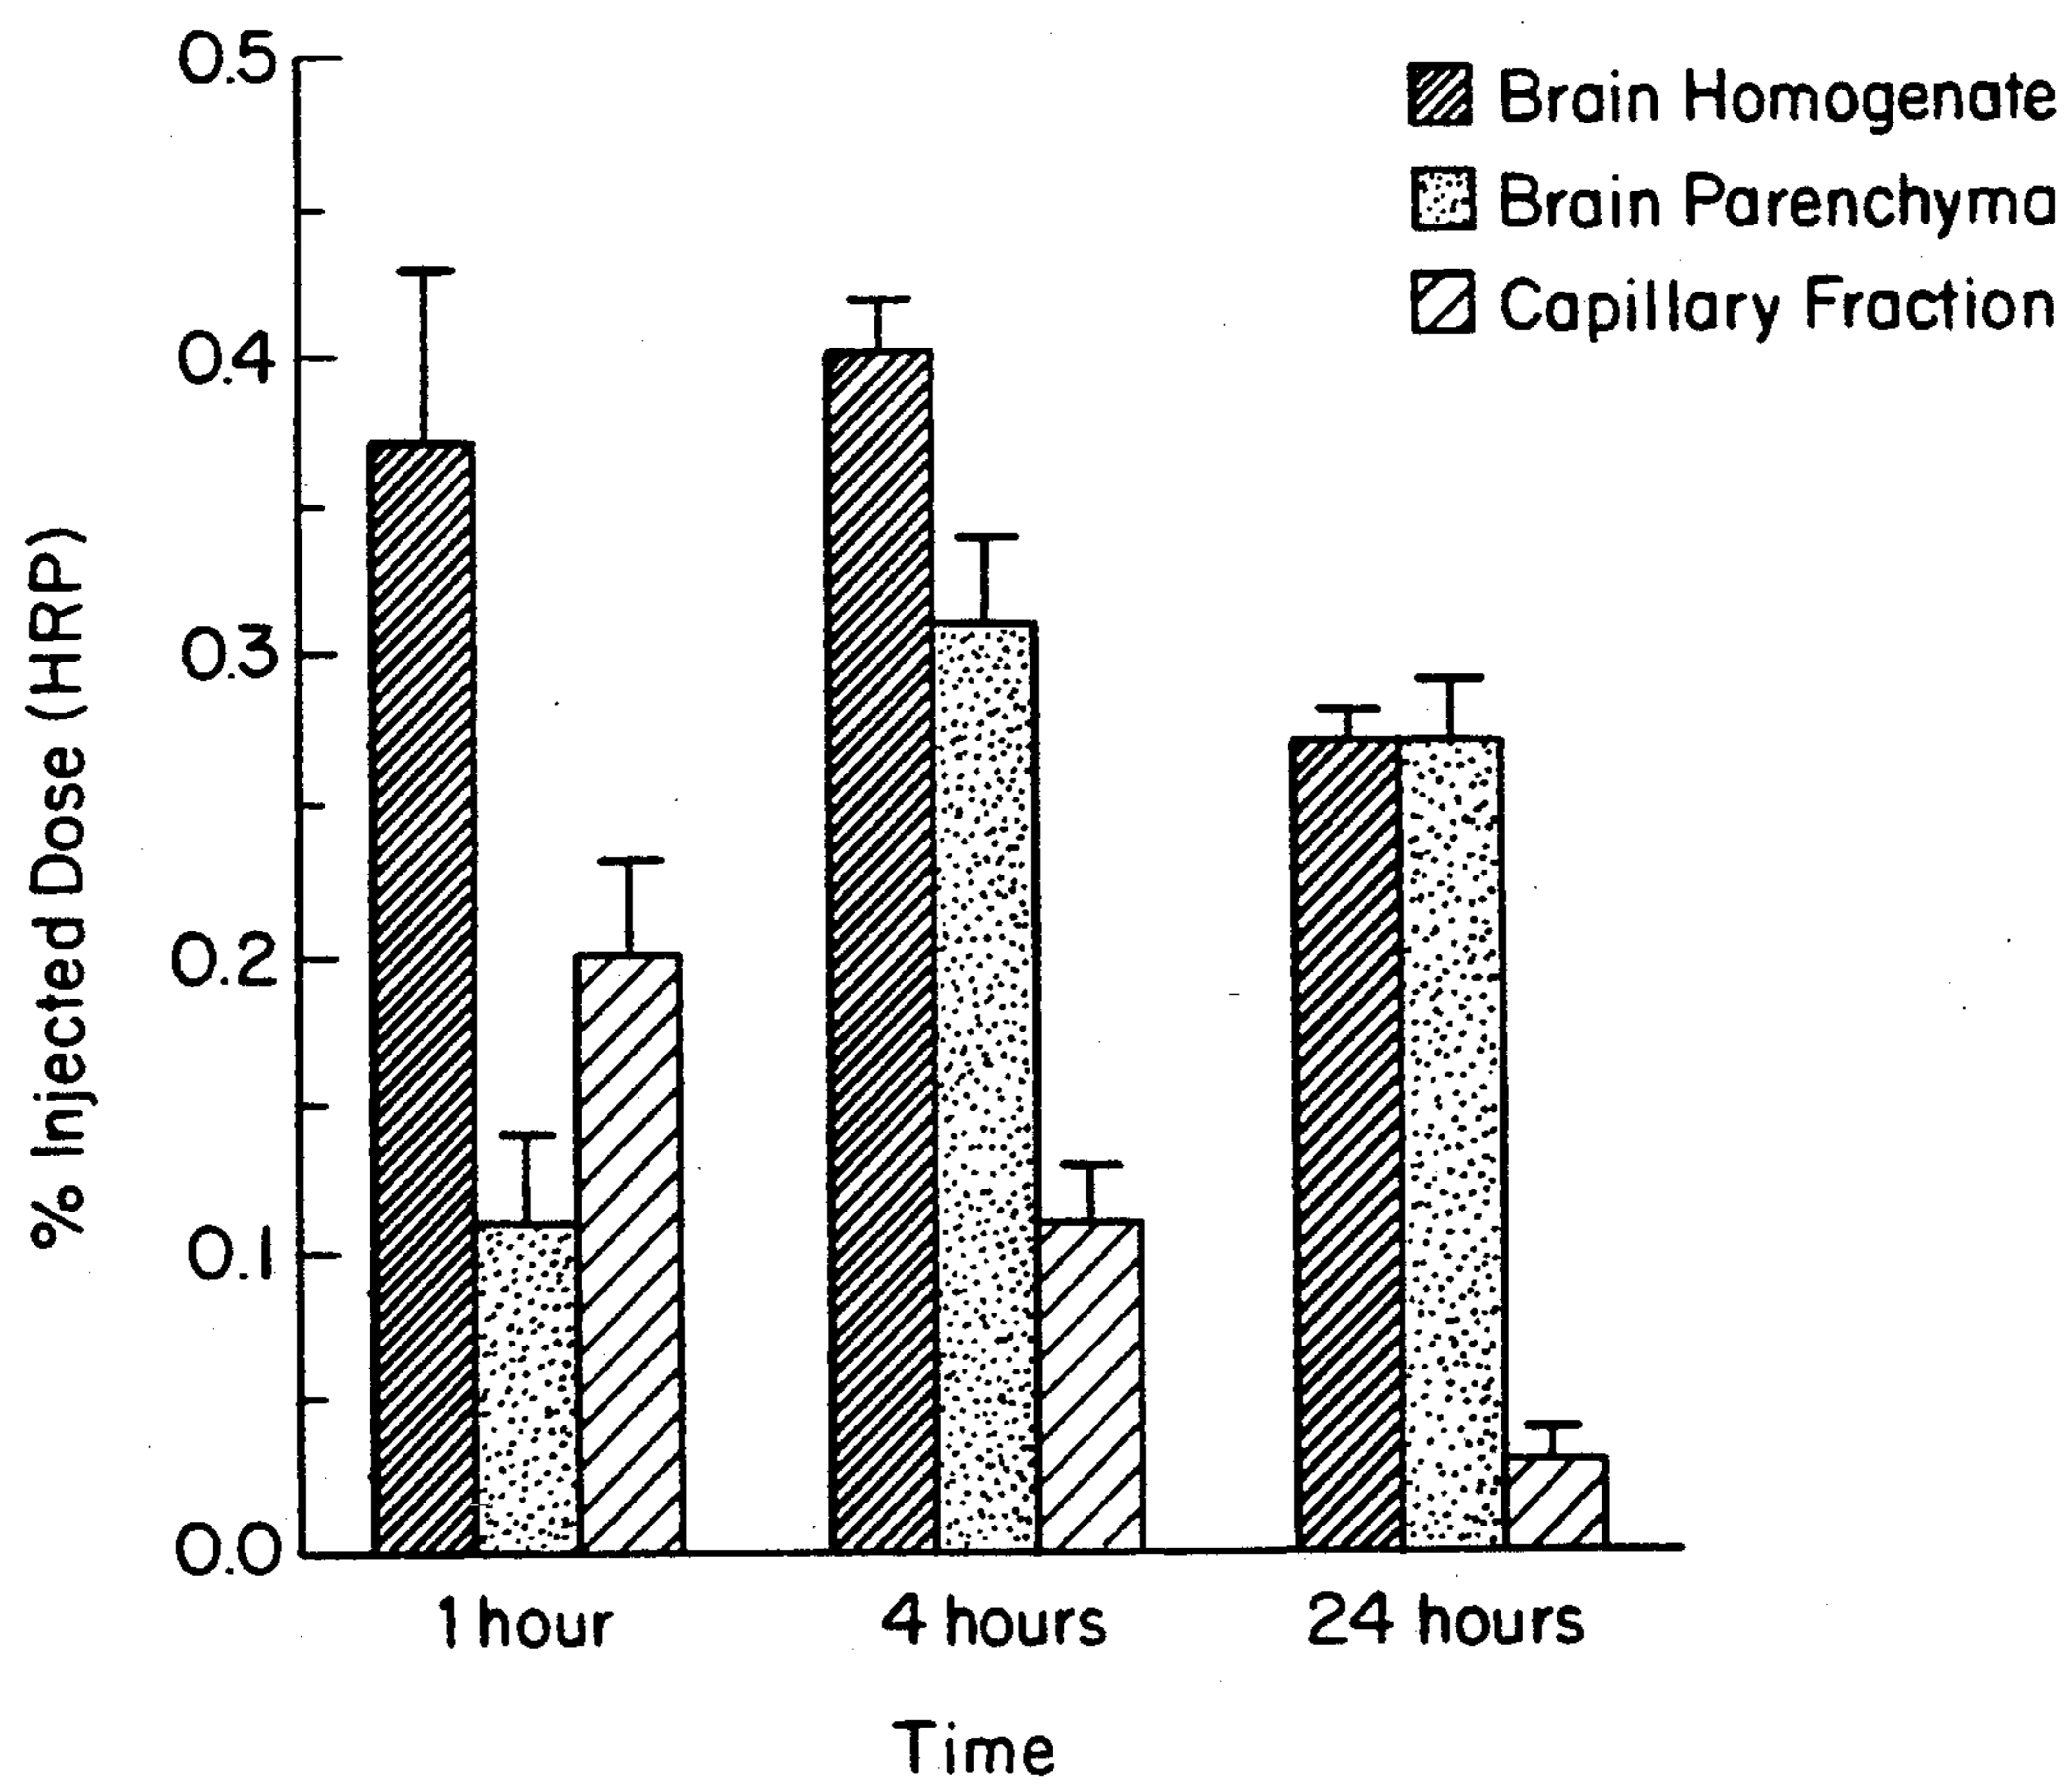 0.5
0.4
0.3
0.2
0.1
0.0
% Injected Dose (HRP)
Brain Homogenate
Brain Parenchyma
Capillary Fraction
1 hour
4 hours
24 hours
Time